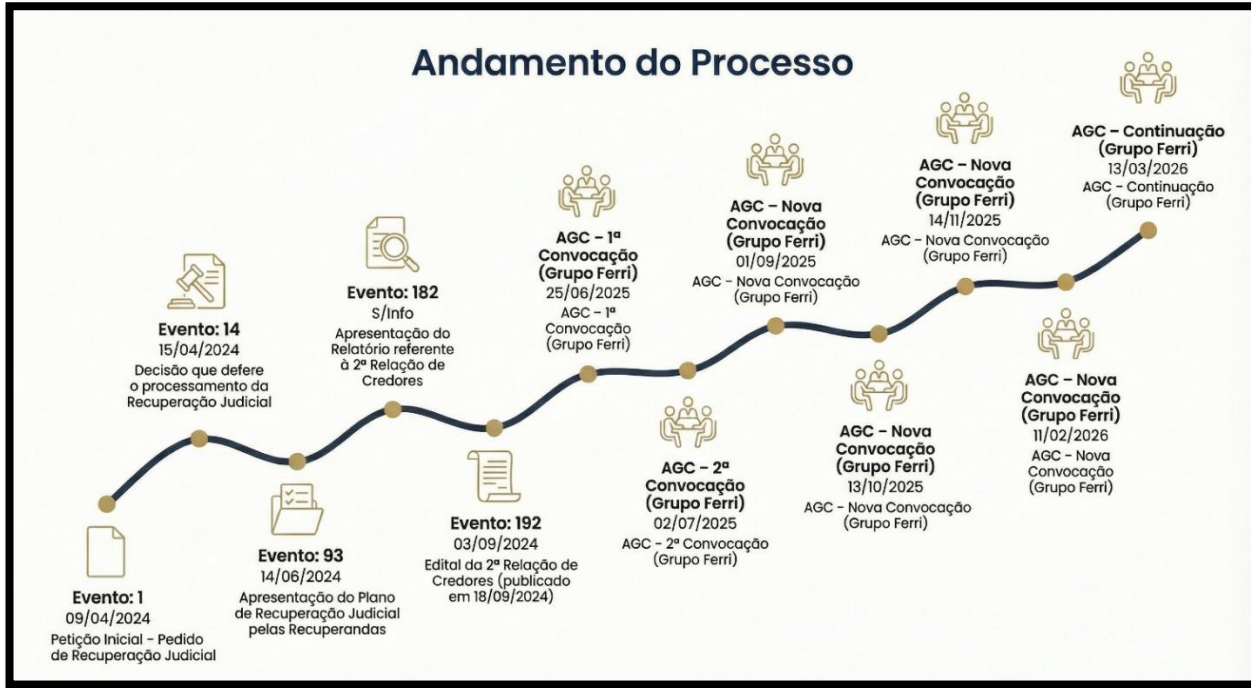 Andamento do Processo
Evento: 1
09/04/2024
Petição Inicial - Pedido
de Recuperação Judicial
Evento: 14
15/04/2024
Decisão que defere
o processamento da
Recuperação Judicial
Evento: 93
14/06/2024
Apresentação do Plano
de Recuperação Judicial
pelas Recuperandas
Evento: 182
S/Info
Apresentação do
Relatório referente
à 2ª Relação de
Credores
Evento: 192
03/09/2024
Edital da 2ª Relação de
Credores (publicado
em 18/09/2024)
AGC – 1ª
Convocação
(Grupo Ferri)
25/06/2025
AGC - 1ª
Convocação
(Grupo Ferri)
AGC – 2ª
Convocação
(Grupo Ferri)
02/07/2025
AGC - 2ª Convocação
(Grupo Ferri)
AGC – Nova
Convocação
(Grupo Ferri)
01/09/2025
AGC - Nova Convocação
(Grupo Ferri)
AGC – Nova
Convocação
(Grupo Ferri)
13/10/2025
AGC - Nova Convocação
(Grupo Ferri)
AGC – Nova
Convocação
(Grupo Ferri)
14/11/2025
AGC - Nova Convocação
(Grupo Ferri)
AGC – Nova
Convocação
(Grupo Ferri)
11/02/2026
AGC - Nova
Convocação
(Grupo Ferri)
AGC – Continuação
(Grupo Ferri)
13/03/2026
AGC - Continuação
(Grupo Ferri)